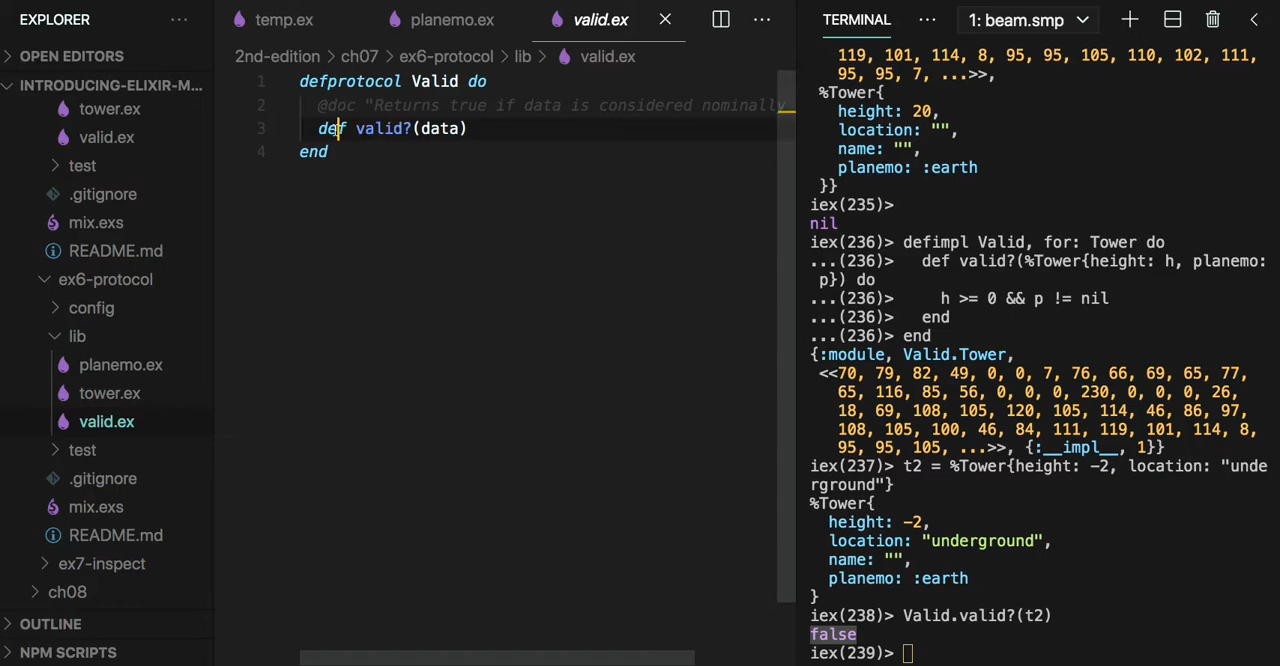 EXPLORER
OPEN EDITORS
INTRODUCING-ELIXIR-M...
tower.ex
valid.ex
test
.gitignore
mix.exs
README.md
ex6-protocol
config
lib
planemo.ex
tower.ex
valid.ex
test
.gitignore
mix.exs
README.md
ex7-inspect
ch08
OUTLINE
NPM SCRIPTS
temp.ex planemo.ex valid.ex
2nd-edition > ch07 > ex6-protocol > lib > valid.ex
1 defprotocol Valid do
2 @doc "Returns true if data is considered nominally
3 def valid?(data)
4 end
TERMINAL 1: beam.smp
119, 101, 114, 8, 95, 95, 105, 110, 102, 111,
95, 95, 7, ...>>,
%Tower{
height: 20,
location: "",
name: "",
planemo: :earth
}}
iex(235)>
nil
iex(236)> defimpl Valid, for: Tower do
...(236)> def valid?(%Tower{height: h, planemo:
p}) do
...(236)> h >= 0 && p != nil
...(236)> end
...(236)> end
{:module, Valid.Tower,
<<70, 79, 82, 49, 0, 0, 7, 76, 66, 69, 65, 77,
65, 116, 85, 56, 0, 0, 0, 230, 0, 0, 0, 26,
18, 69, 108, 105, 120, 105, 114, 46, 86, 97,
108, 105, 100, 46, 84, 111, 119, 101, 114, 8,
95, 95, 105, ...>>, {:__impl__, 1}}
iex(237)> t2 = %Tower{height: -2, location: "unde
rground"}
%Tower{
height: -2,
location: "underground",
name: "",
planemo: :earth
}
iex(238)> Valid.valid?(t2)
false
iex(239)>